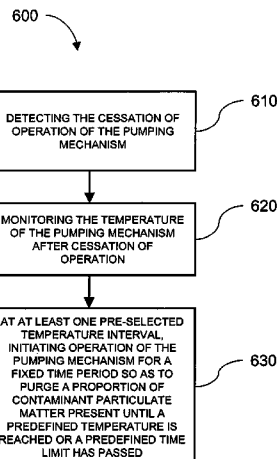 600
DETECTING THE CESSATION OF
OPERATION OF THE PUMPING
MECHANISM
610
MONITORING THE TEMPERATURE
OF THE PUMPING MECHANISM
AFTER CESSATION OF
OPERATION
620
AT AT LEAST ONE PRE-SELECTED
TEMPERATURE INTERVAL,
INITIATING OPERATION OF THE
PUMPING MECHANISM FOR A
FIXED TIME PERIOD SO AS TO
PURGE A PROPORTION OF
CONTAMINANT PARTICULATE
MATTER PRESENT UNTIL A
PREDEFINED TEMPERATURE IS
REACHED OR A PREDEFINED TIME
LIMIT HAS PASSED
630